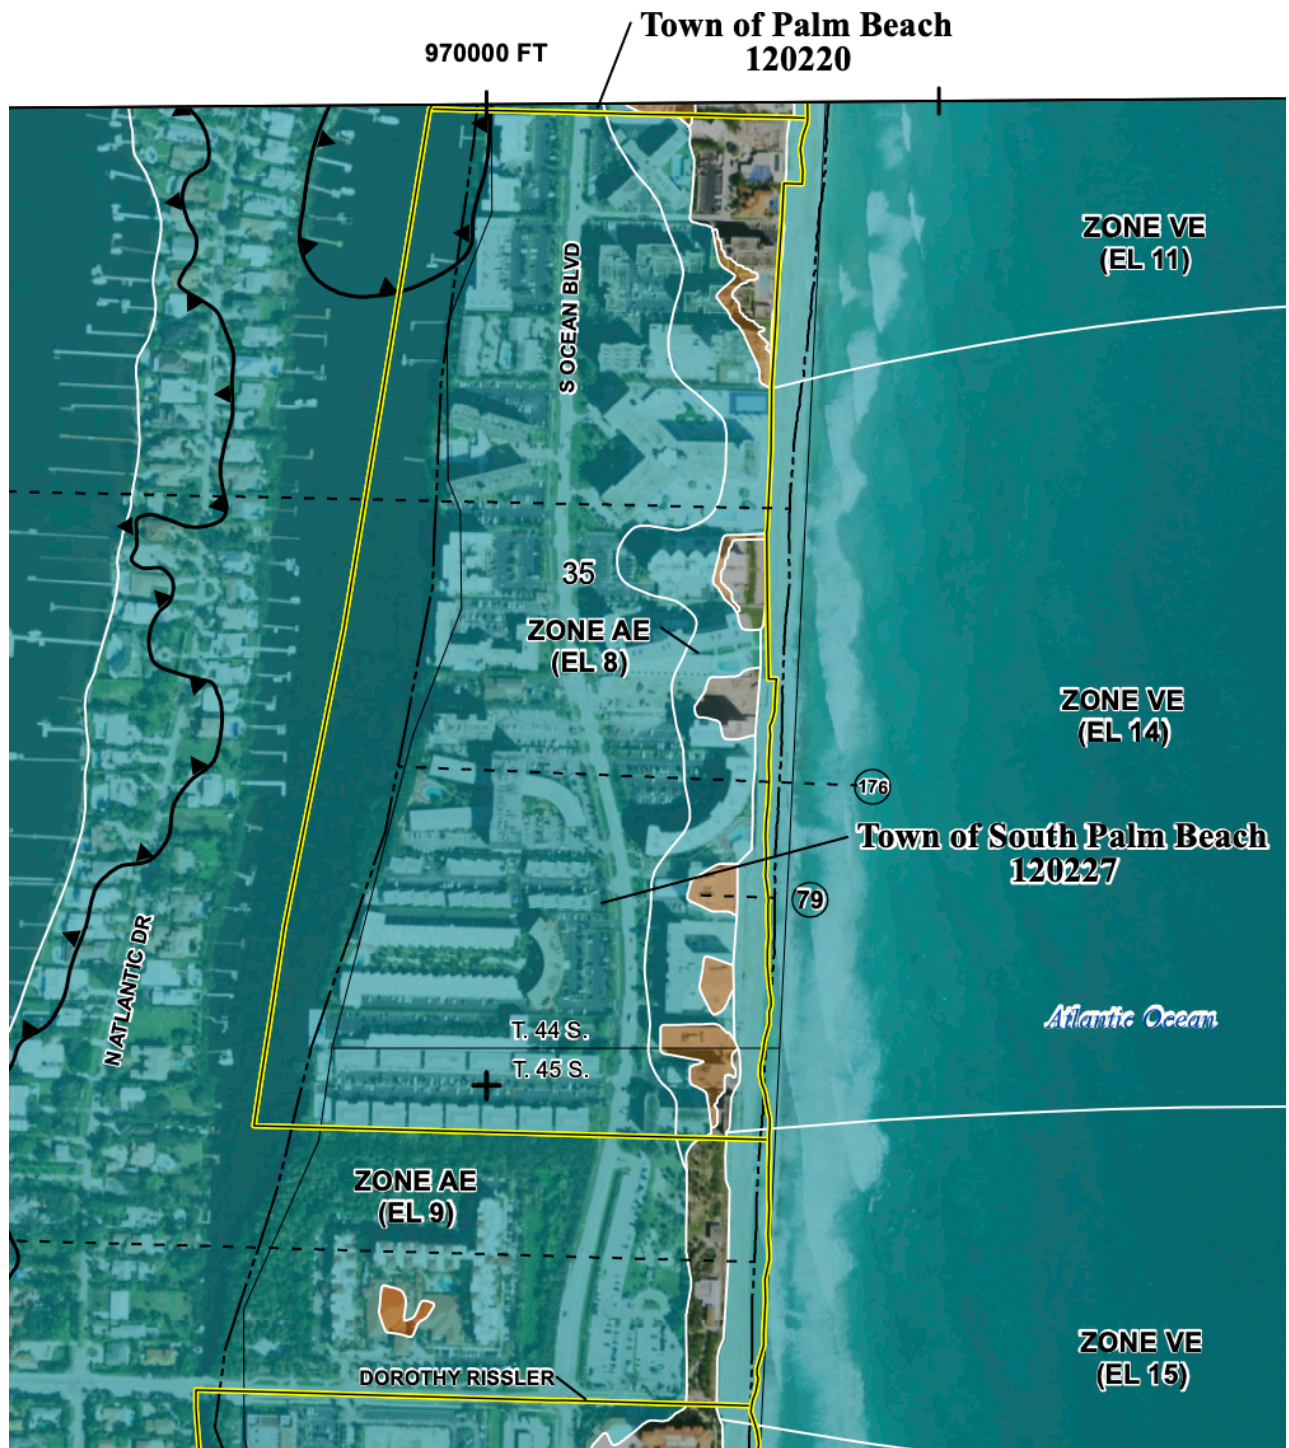 Town of Palm Beach
120220
970000 FT
ZONE VE
(EL 11)
S OCEAN BLVD
35
ZONE AE
(EL 8)
ZONE VE
(EL 14)
176
Town of South Palm Beach
120227
79
N ATLANTIC DR
Atlantic Ocean
T. 44 S.
T. 45 S.
ZONE AE
(EL 9)
ZONE VE
(EL 15)
DOROTHY RISSLER